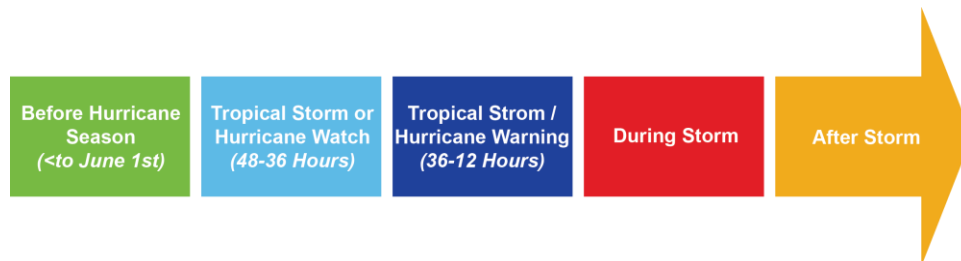 Before Hurricane
Season
(<to June 1st)
Tropical Storm or
Hurricane Watch
(48-36 Hours)
Tropical Strom /
Hurricane Warning
(36-12 Hours)
During Storm
After Storm